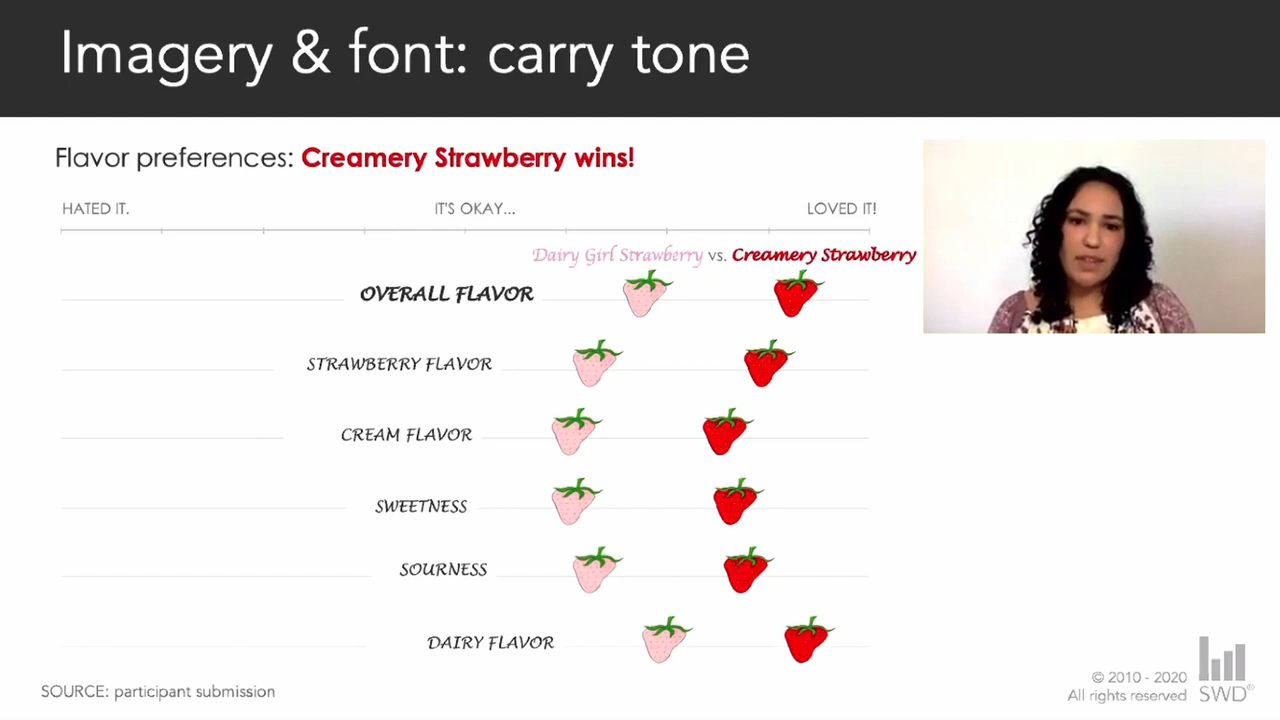 Imagery & font: carry tone
Flavor preferences: Creamery Strawberry wins!
HATED IT. IT'S OKAY... LOVED IT!
Dairy Girl Strawberry vs. Creamery Strawberry
OVERALL FLAVOR
STRAWBERRY FLAVOR
CREAM FLAVOR
SWEETNESS
SOURNESS
DAIRY FLAVOR
SOURCE: participant submission
© 2010 - 2020
All rights reserved
SWD®